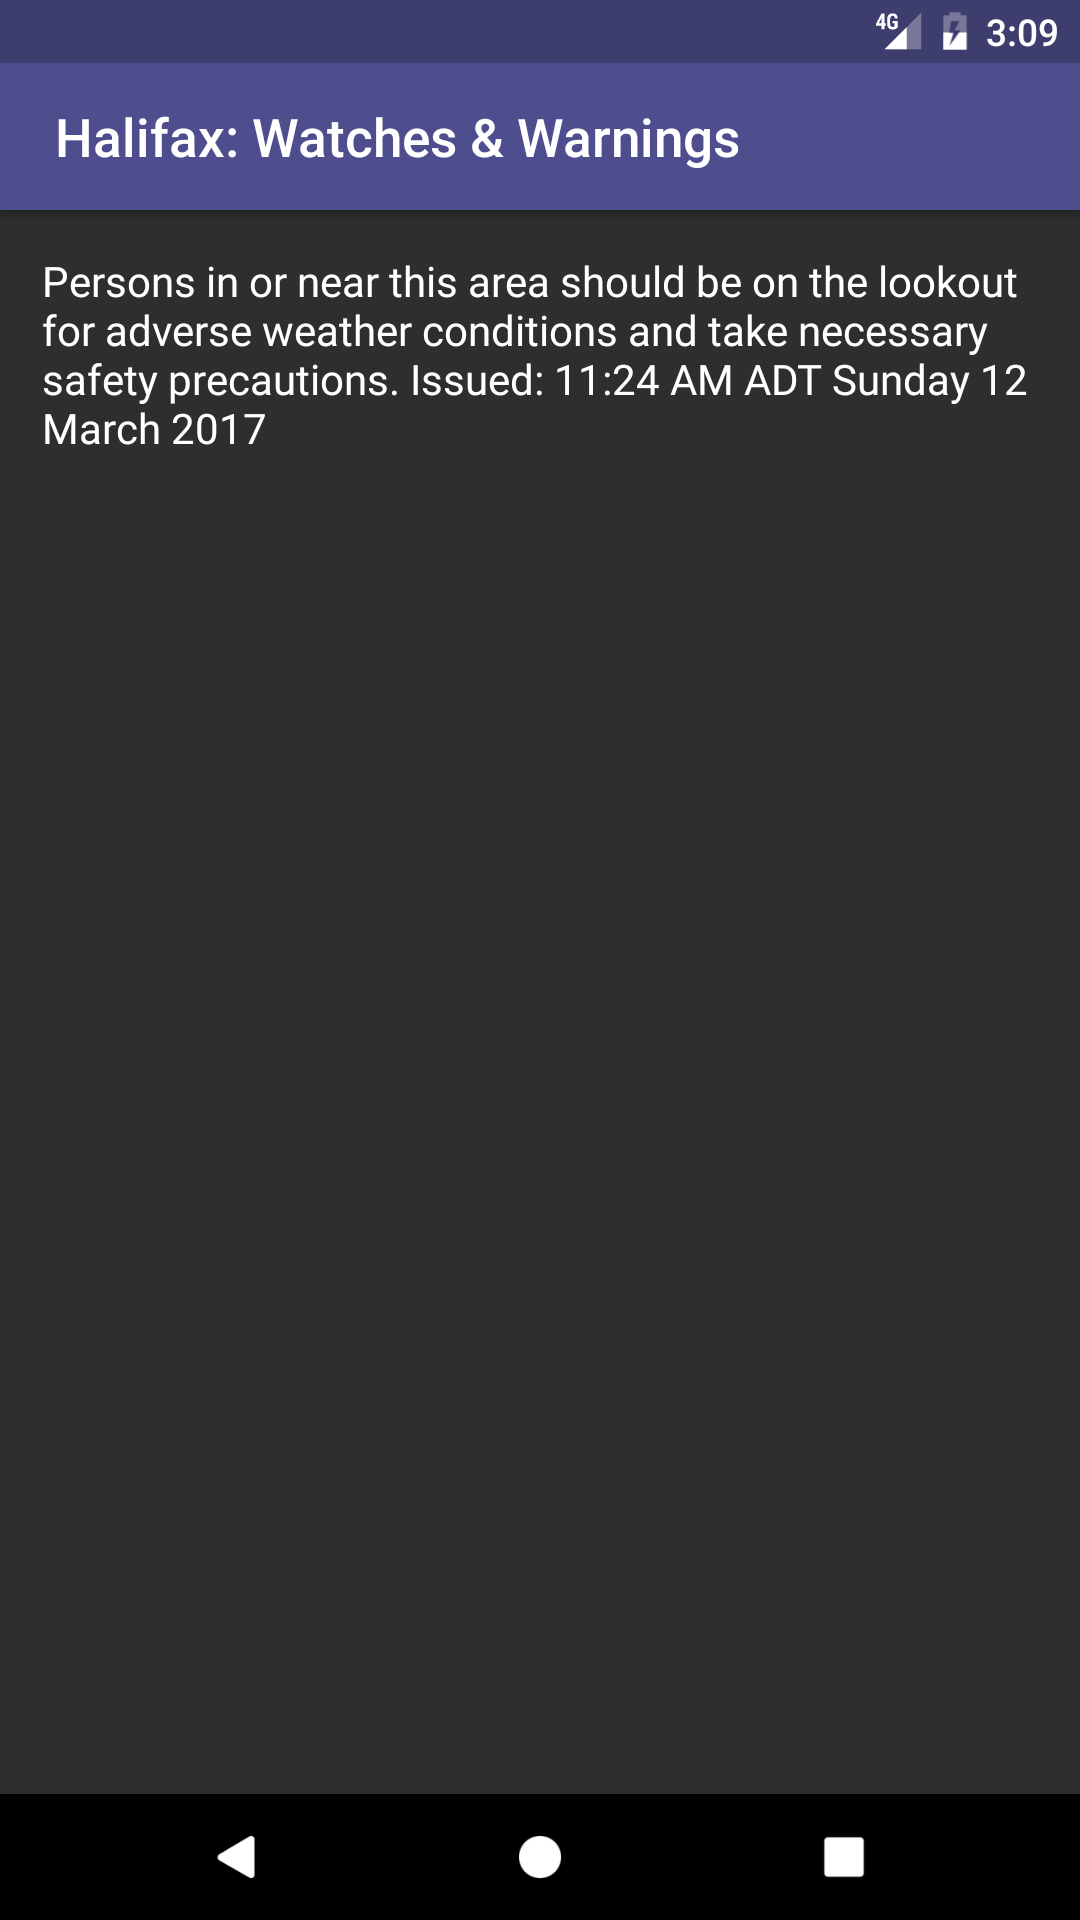 4G 3:09
Halifax: Watches & Warnings
Persons in or near this area should be on the lookout
for adverse weather conditions and take necessary
safety precautions. Issued: 11:24 AM ADT Sunday 12
March 2017